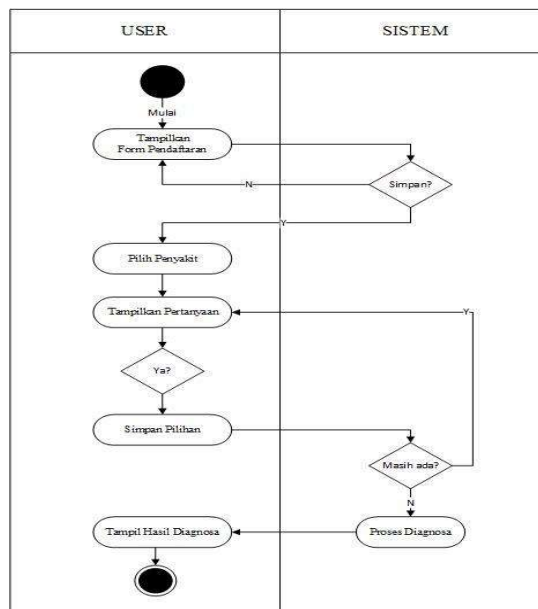 USER
SISTEM
Mulai
Tampilkan
Form Pendaftaran
Simpan?
N
Y
Pilih Penyakit
Tampilkan Pertanyaan
Y
Ya?
Simpan Pilihan
Masih ada?
N
Tampil Hasil Diagnosa
Proses Diagnosa